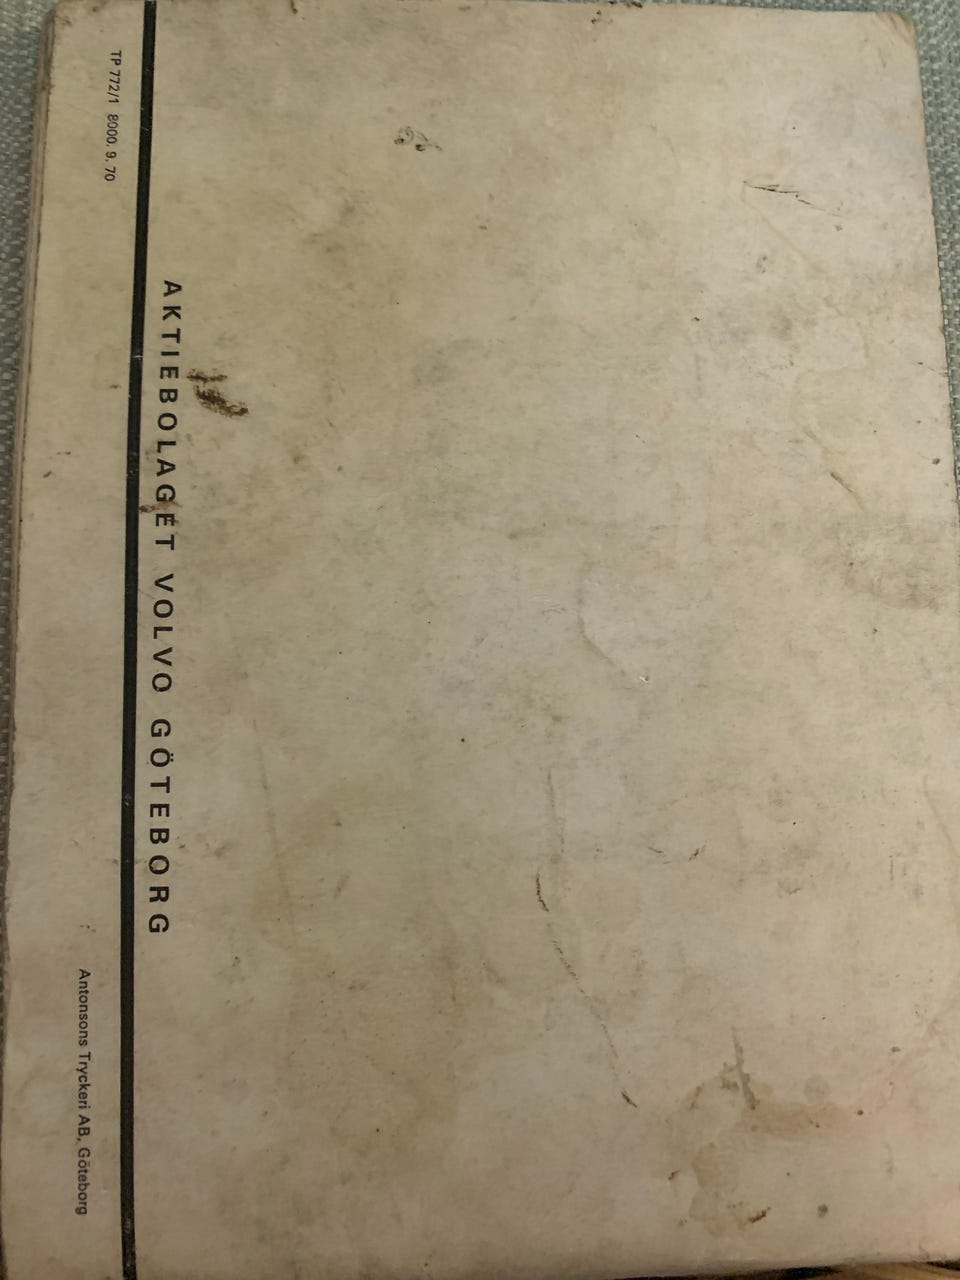 AKTIEBOLAGET VOLVO GÖTEBORG
TP 772/1 8000. 9. 70
Antonsons Tryckeri AB, Göteborg